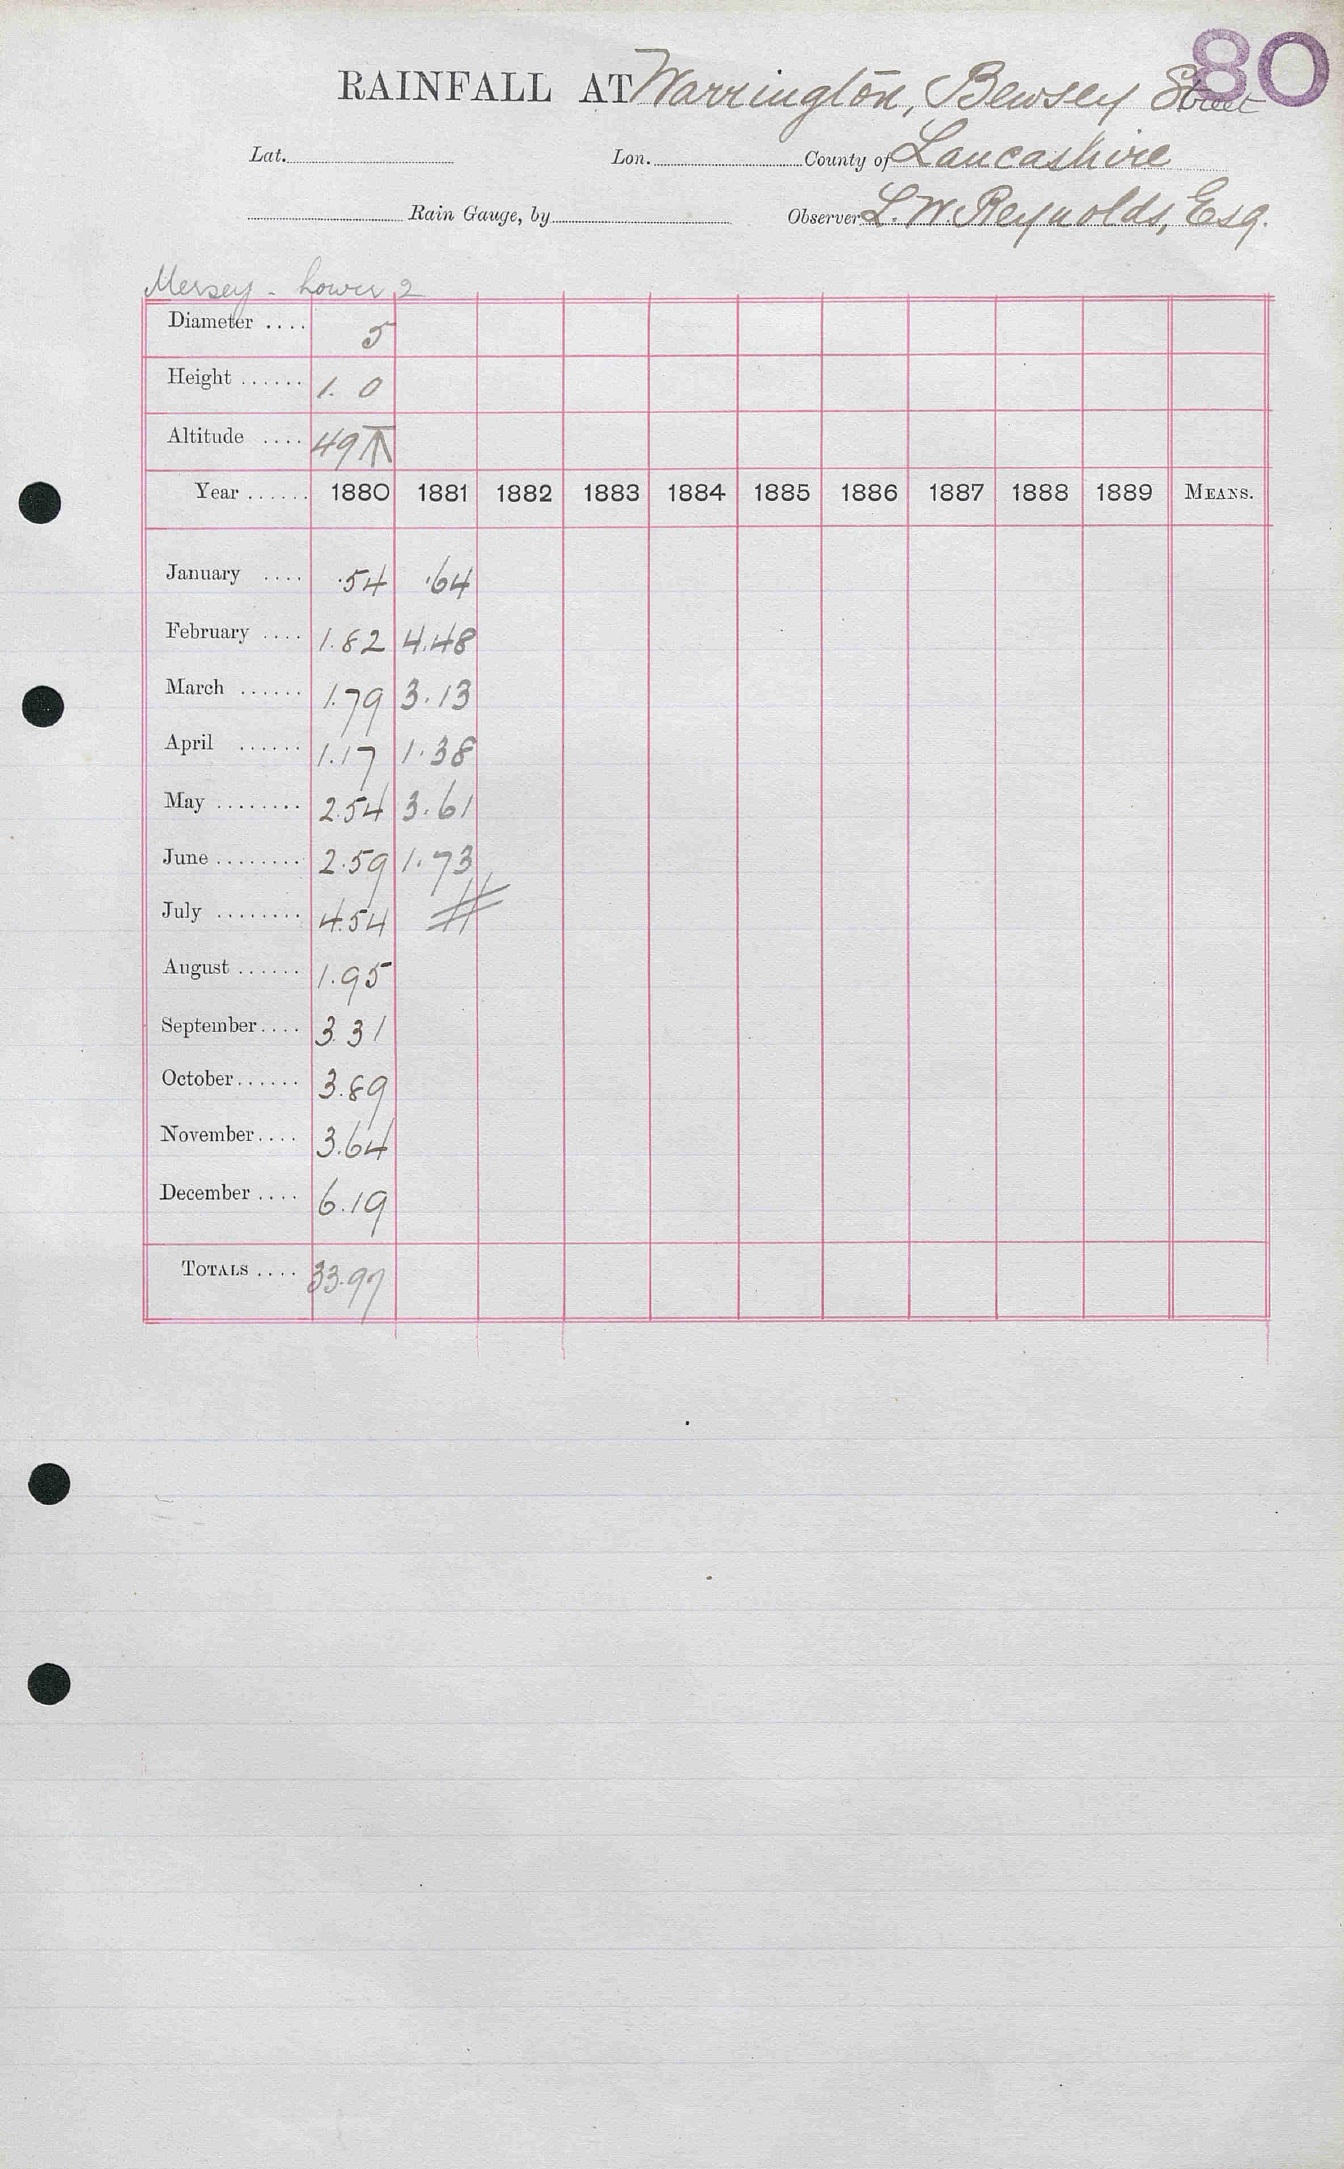 80
RAINFALL AT Warrington, Bewsey Street
Lat. Lon. County of Lancashire
Rain Gauge, by Observer L. W. Reynolds, Esq.
Mersey - Lower 2
Diameter .... 5
Height ...... 1. 0
Altitude .... 49 T
Year ...... 1880 1881 1882 1883 1884 1885 1886 1887 1888 1889 MEANS.
January .... .54 .64
February .... 1.82 4.48
March ...... 1.79 3.13
April ...... 1.17 1.38
May ........ 2.54 3.61
June ........ 2.59 1.73
July ........ 4.54
August ...... 1.95
September .... 3.31
October ...... 3.89
November .... 3.64
December .... 6.19
TOTALS .... 33.97